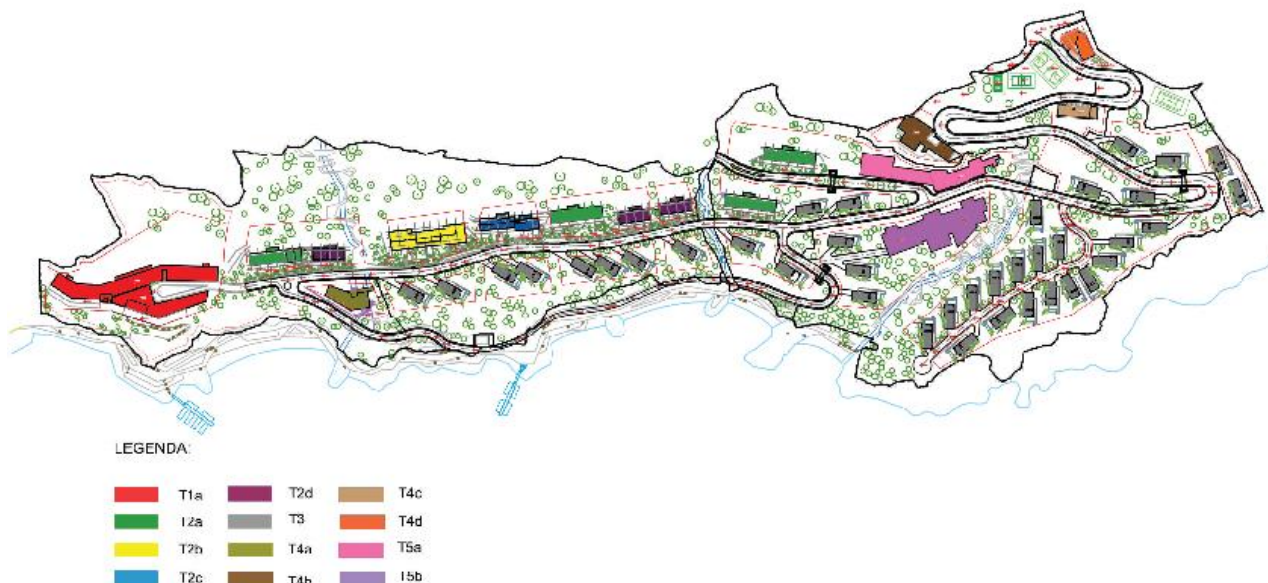 LEGENDA:
T1a T2d T4c
T2a T3 T4d
T2b T4a T5a
T2c T4b T5b